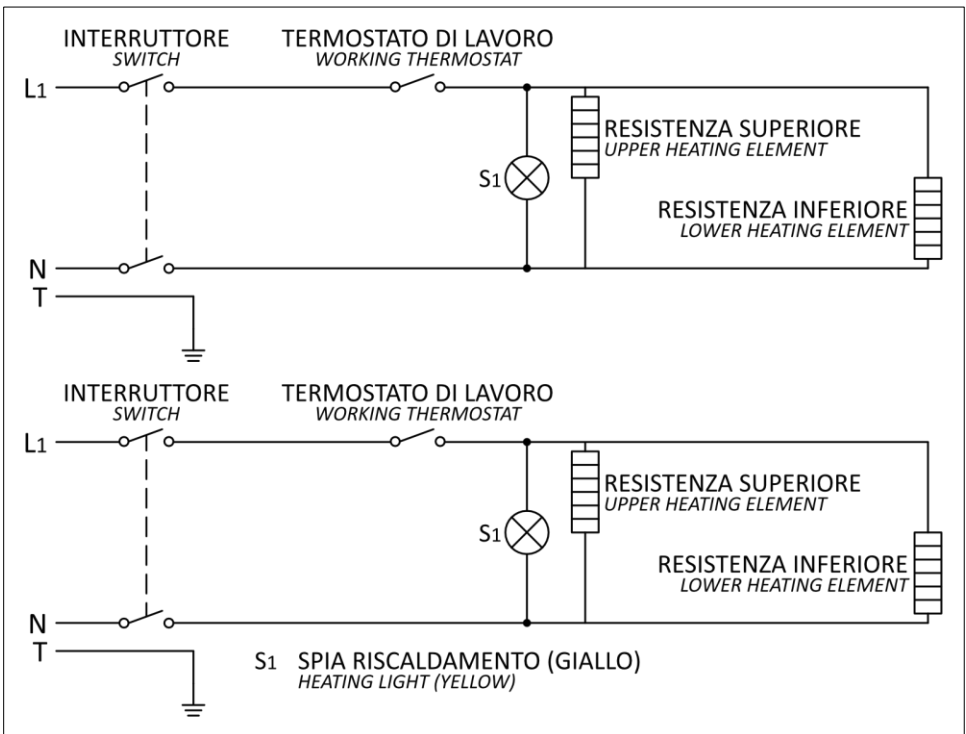 INTERRUTTORE
SWITCH
TERMOSTATO DI LAVORO
WORKING THERMOSTAT
L1
RESISTENZA SUPERIORE
UPPER HEATING ELEMENT
S1
RESISTENZA INFERIORE
LOWER HEATING ELEMENT
N
T
INTERRUTTORE
SWITCH
TERMOSTATO DI LAVORO
WORKING THERMOSTAT
L1
RESISTENZA SUPERIORE
UPPER HEATING ELEMENT
S1
RESISTENZA INFERIORE
LOWER HEATING ELEMENT
N
T
S1 SPIA RISCALDAMENTO (GIALLO)
HEATING LIGHT (YELLOW)